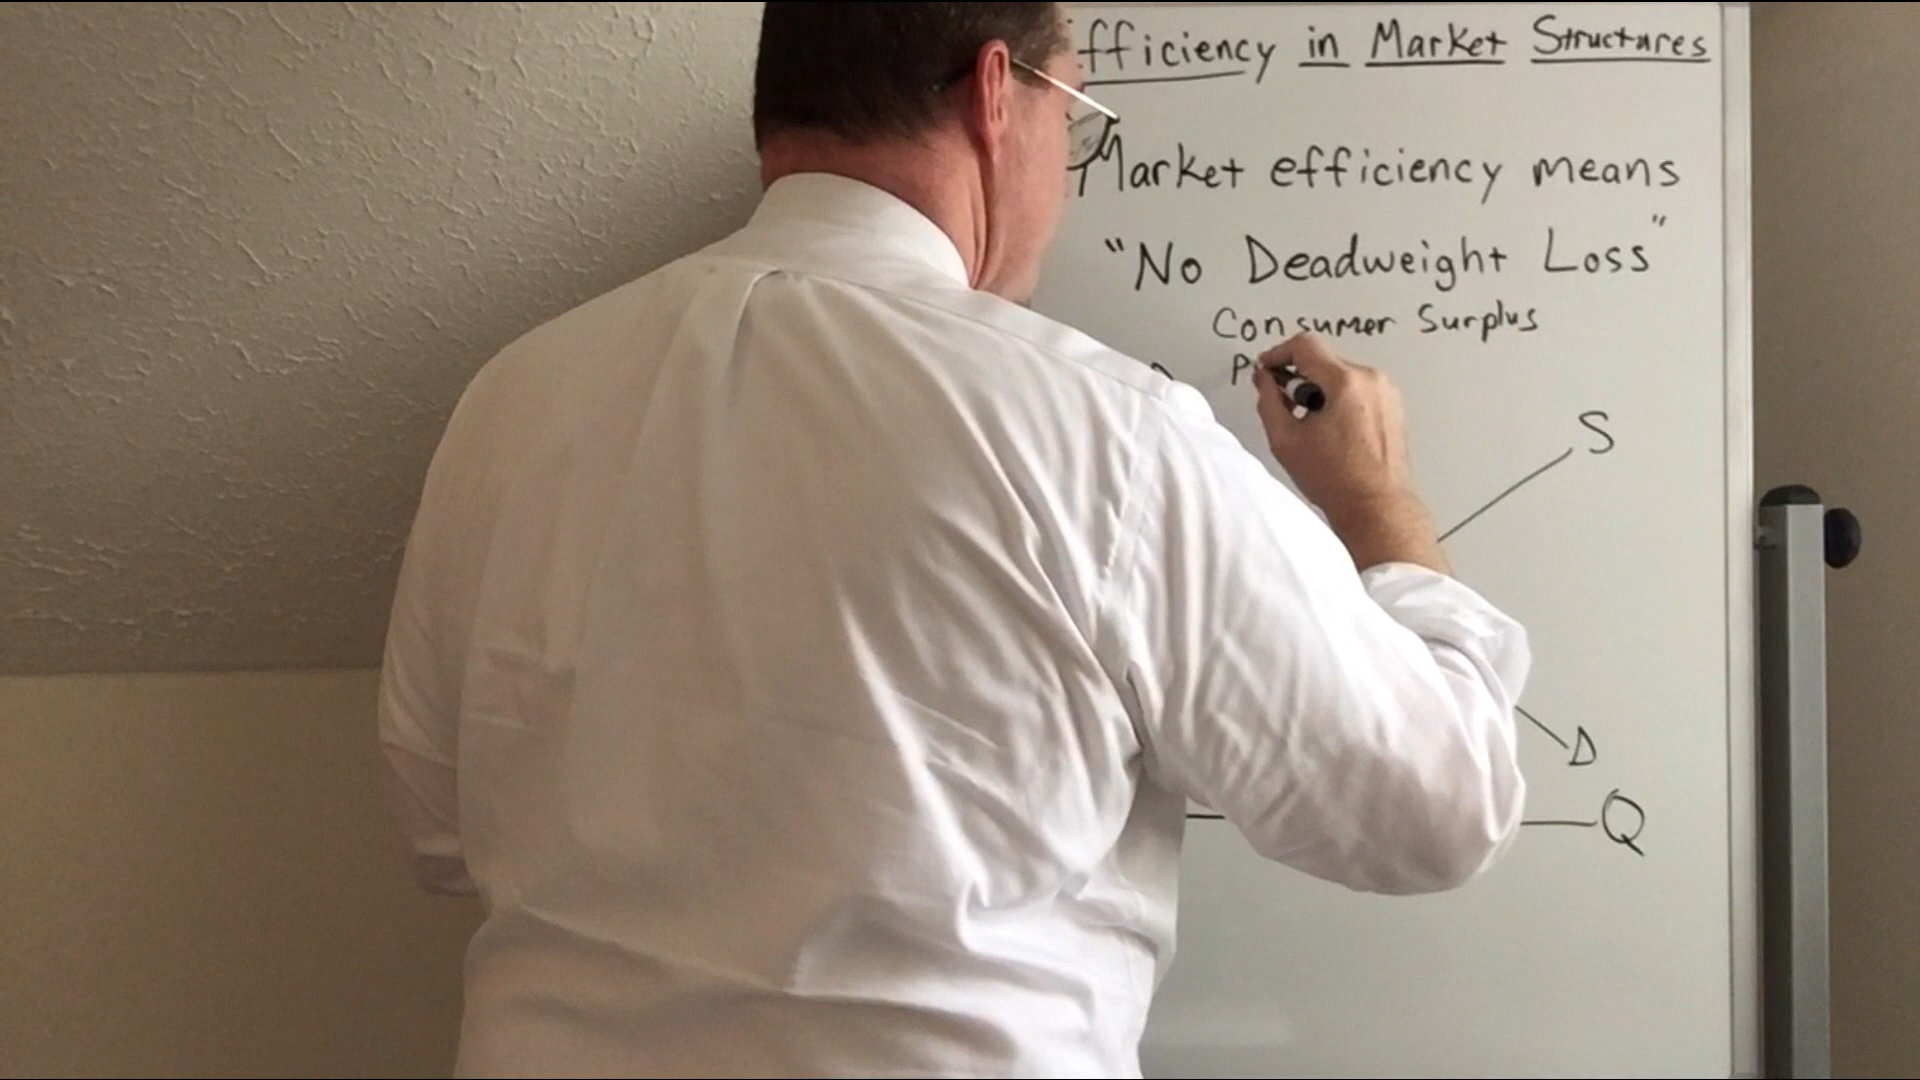 fficiency in Market Structures
Market efficiency means
"No Deadweight Loss"
Consumer Surplus
P
S
D
Q